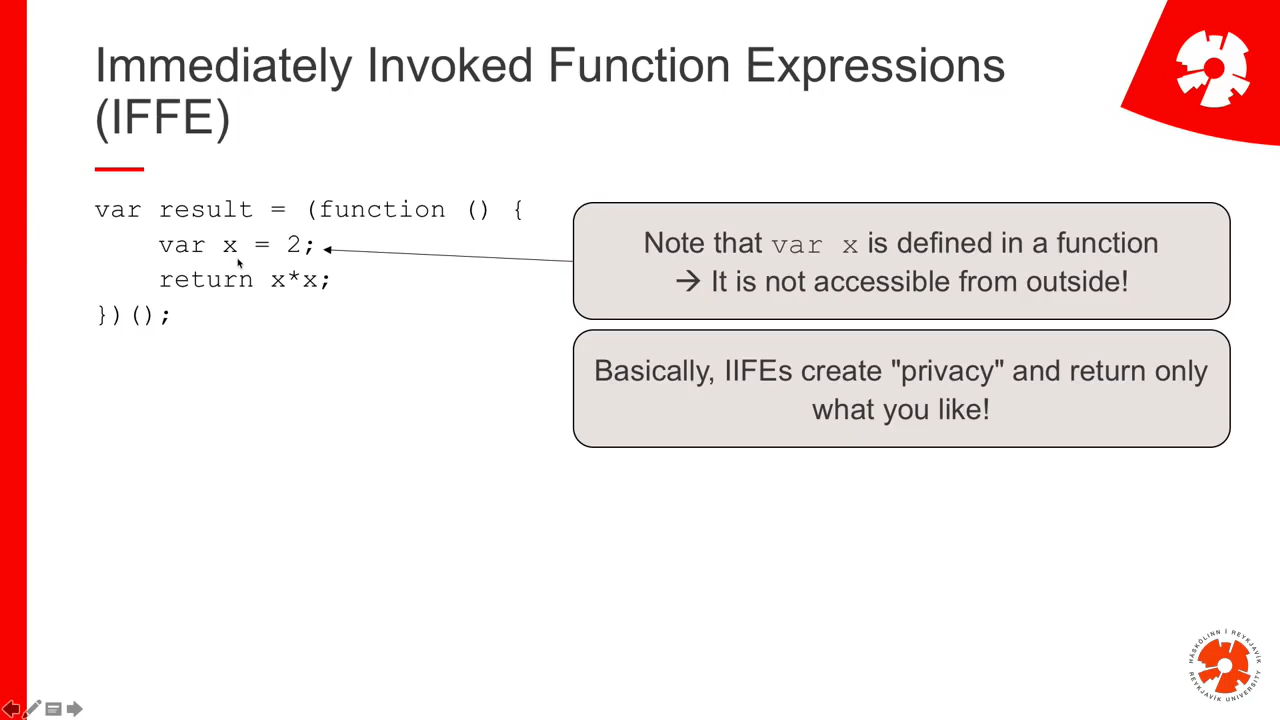 Immediately Invoked Function Expressions
(IFFE)
var result = (function () {
    var x = 2;
    return x*x;
})();
Note that var x is defined in a function
→ It is not accessible from outside!
Basically, IIFEs create "privacy" and return only
what you like!
HÁSKÓLINN Í REYKJAVÍK
REYKJAVÍK UNIVERSITY